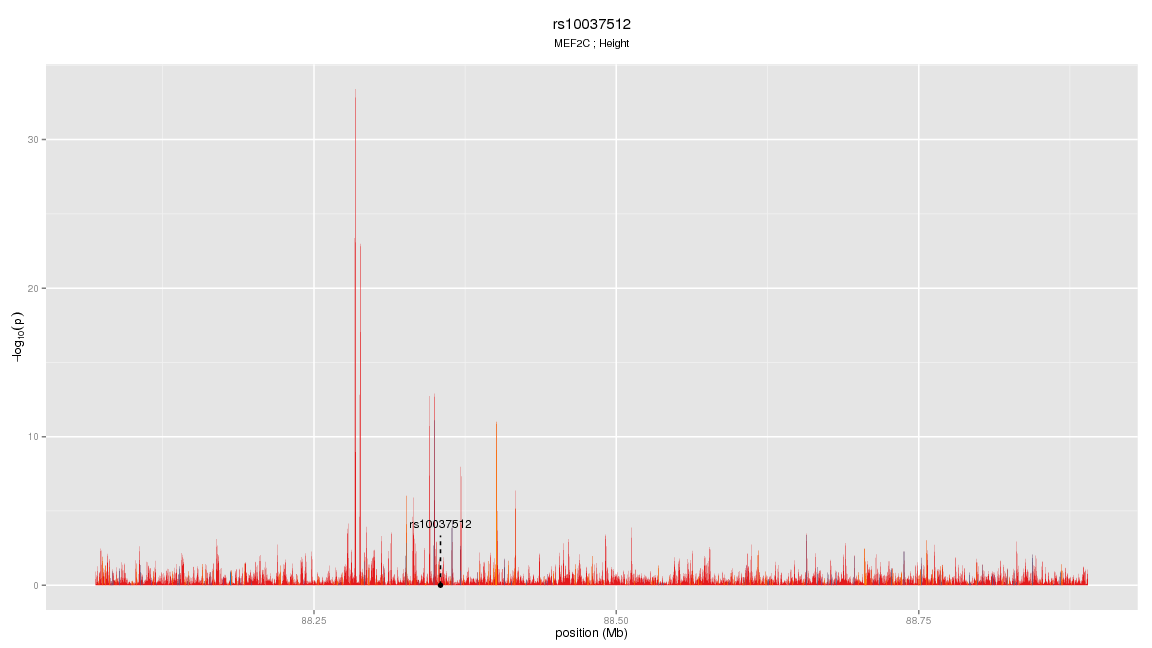 rs10037512
MEF2C ; Height
30
20
10
0
−log10(p)
rs10037512
88.25
88.50
88.75
position (Mb)